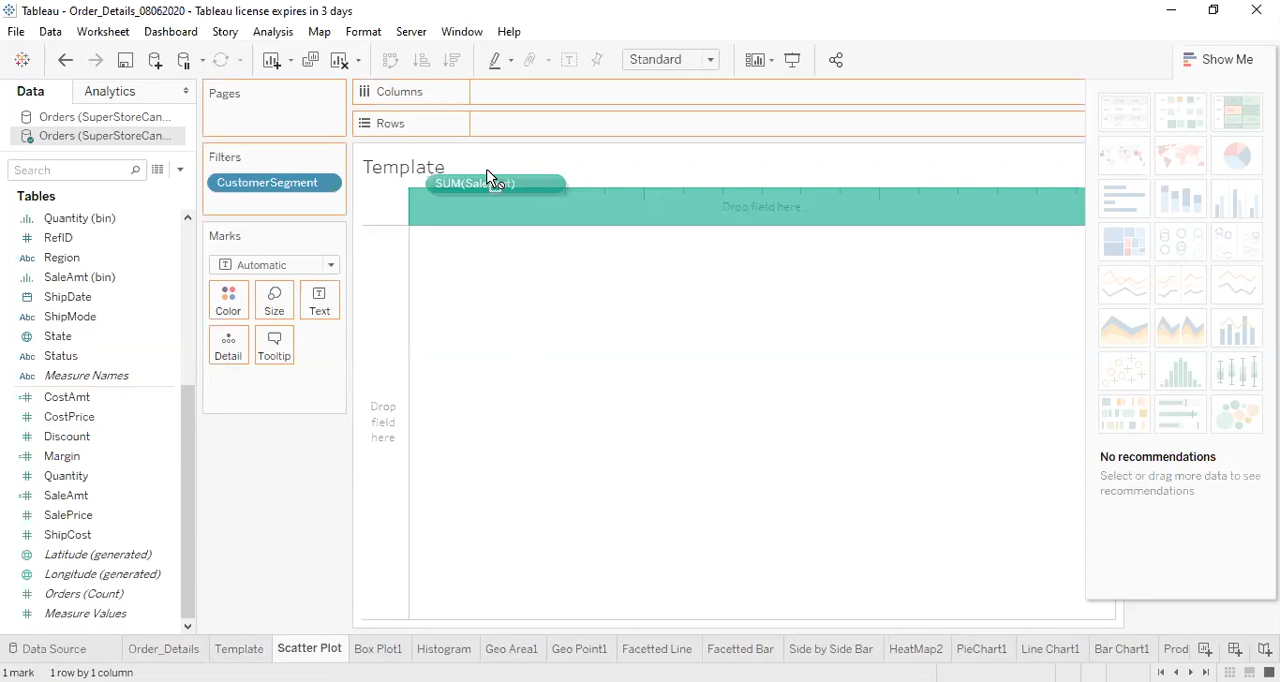 Tableau - Order_Details_08062020 - Tableau license expires in 3 days
File Data Worksheet Dashboard Story Analysis Map Format Server Window Help
Standard
Show Me
Data Analytics
Orders (SuperStoreCan...
Orders (SuperStoreCan...
Search
Tables
Quantity (bin)
# RefID
Abc Region
SaleAmt (bin)
ShipDate
Abc ShipMode
State
Abc Status
Abc Measure Names
=# CostAmt
# CostPrice
# Discount
=# Margin
# Quantity
=# SaleAmt
# SalePrice
# ShipCost
Latitude (generated)
Longitude (generated)
# Orders (Count)
# Measure Values
Pages
Filters
CustomerSegment
Marks
Automatic
Color Size Text
Detail Tooltip
Columns
Rows
Template
Drop field here
Drop
field
here
No recommendations
Select or drag more data to see
recommendations
Data Source Order_Details Template Scatter Plot Box Plot1 Histogram Geo Area1 Geo Point1 Facetted Line Facetted Bar Side by Side Bar HeatMap2 PieChart1 Line Chart1 Bar Chart1 Prod
1 mark 1 row by 1 column